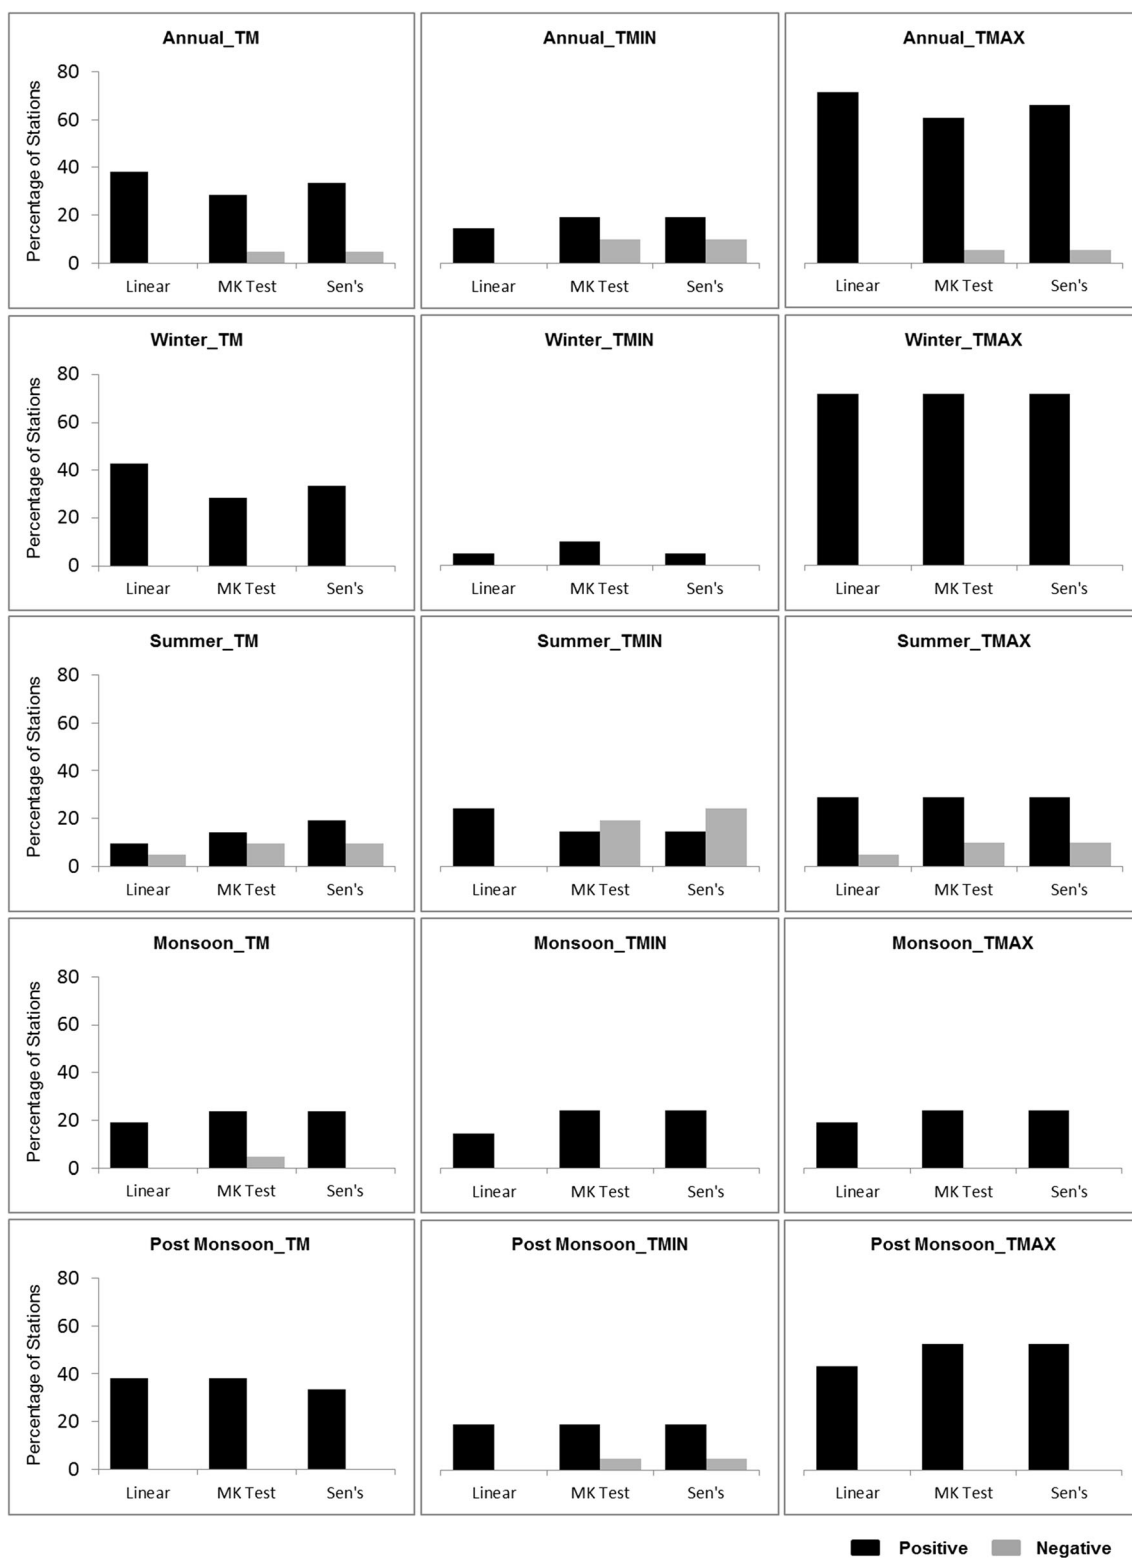 Annual_TM
Percentage of Stations
80
60
40
20
0
Linear MK Test Sen's
Annual_TMIN
Linear MK Test Sen's
Annual_TMAX
Linear MK Test Sen's
Winter_TM
Percentage of Stations
80
60
40
20
0
Linear MK Test Sen's
Winter_TMIN
Linear MK Test Sen's
Winter_TMAX
Linear MK Test Sen's
Summer_TM
Percentage of Stations
80
60
40
20
0
Linear MK Test Sen's
Summer_TMIN
Linear MK Test Sen's
Summer_TMAX
Linear MK Test Sen's
Monsoon_TM
Percentage of Stations
80
60
40
20
0
Linear MK Test Sen's
Monsoon_TMIN
Linear MK Test Sen's
Monsoon_TMAX
Linear MK Test Sen's
Post Monsoon_TM
Percentage of Stations
80
60
40
20
0
Linear MK Test Sen's
Post Monsoon_TMIN
Linear MK Test Sen's
Post Monsoon_TMAX
Linear MK Test Sen's
Positive Negative